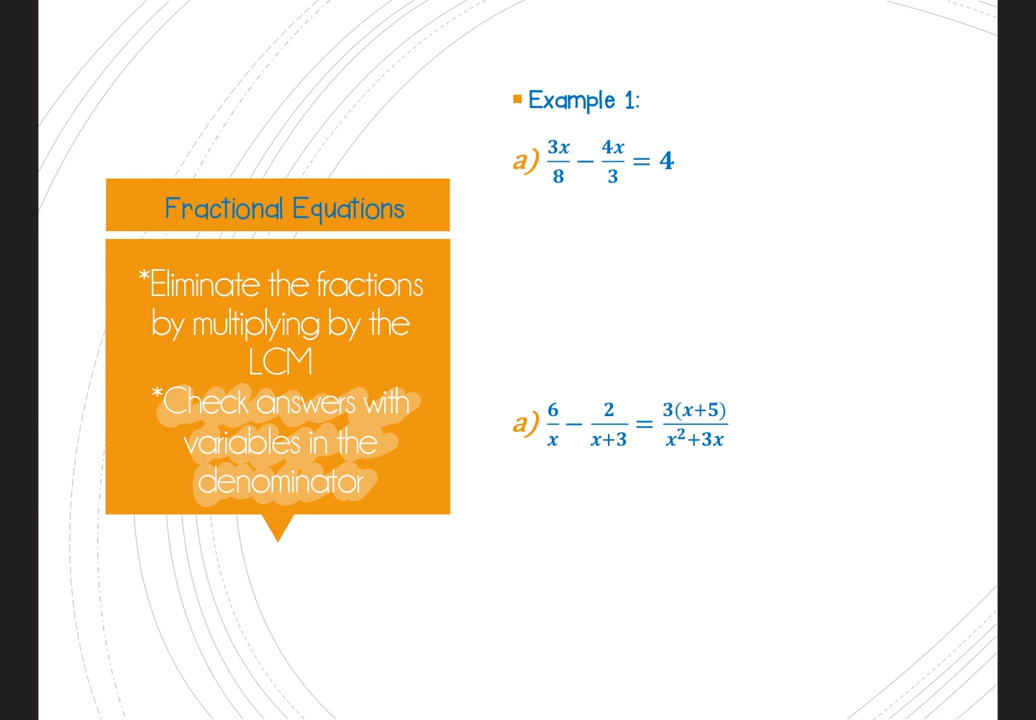 Fractional Equations
*Eliminate the fractions
by multiplying by the
LCM
*Check answers with
variables in the
denominator
▪ Example 1:
a) 3x/8 − 4x/3 = 4
a) 6/x − 2/(x+3) = 3(x+5)/(x²+3x)